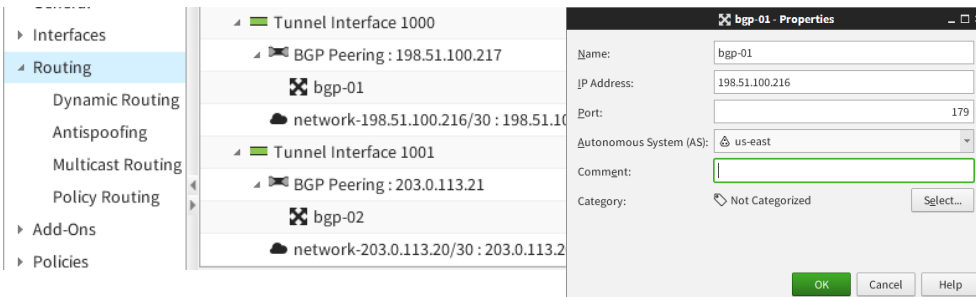 Interfaces
Routing
Dynamic Routing
Antispoofing
Multicast Routing
Policy Routing
Add-Ons
Policies
Tunnel Interface 1000
BGP Peering : 198.51.100.217
bgp-01
network-198.51.100.216/30 : 198.51.10
Tunnel Interface 1001
BGP Peering : 203.0.113.21
bgp-02
network-203.0.113.20/30 : 203.0.113.2
bgp-01 - Properties
Name: bgp-01
IP Address: 198.51.100.216
Port: 179
Autonomous System (AS): us-east
Comment:
Category: Not Categorized Select...
OK Cancel Help